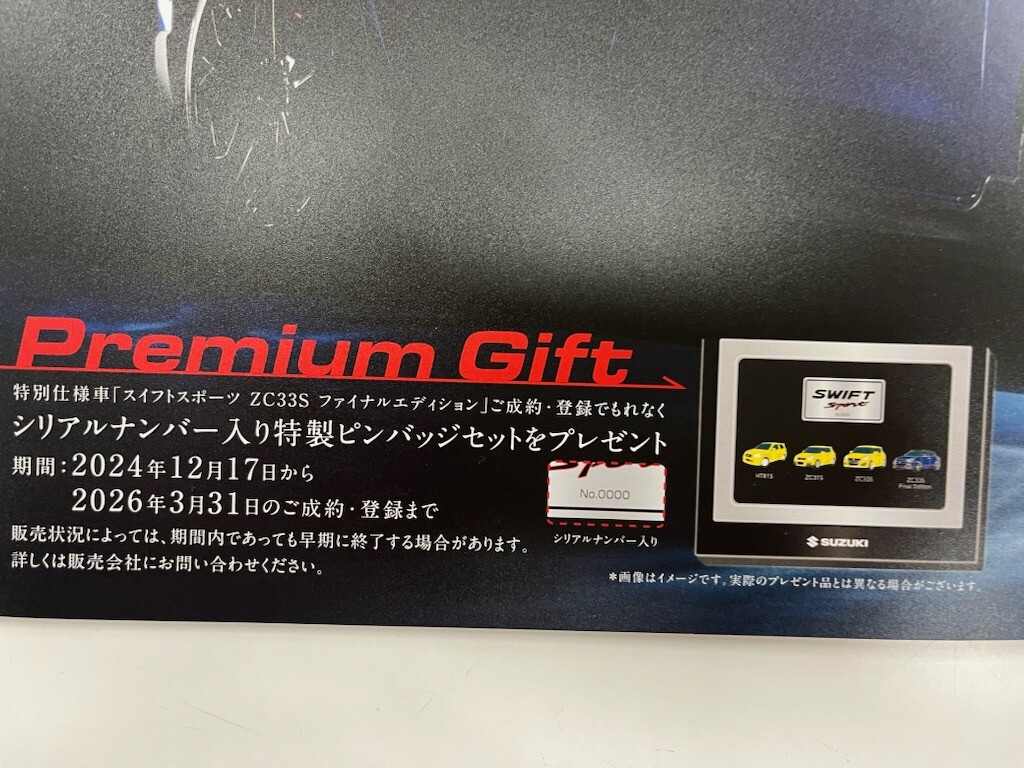 Premium Gift
特別仕様車「スイフトスポーツ ZC33S ファイナルエディション」ご成約・登録でもれなく
シリアルナンバー入り特製ピンバッジセットをプレゼント
期間：2024年12月17日から
2026年3月31日のご成約・登録まで
販売状況によっては、期間内であっても早期に終了する場合があります。
詳しくは販売会社にお問い合わせください。
Sport
No.0000
シリアルナンバー入り
SWIFT
Sport
HT81S
ZC31S
ZC32S
ZC33S
Final Edition
SUZUKI
＊画像はイメージです。実際のプレゼント品とは異なる場合がございます。